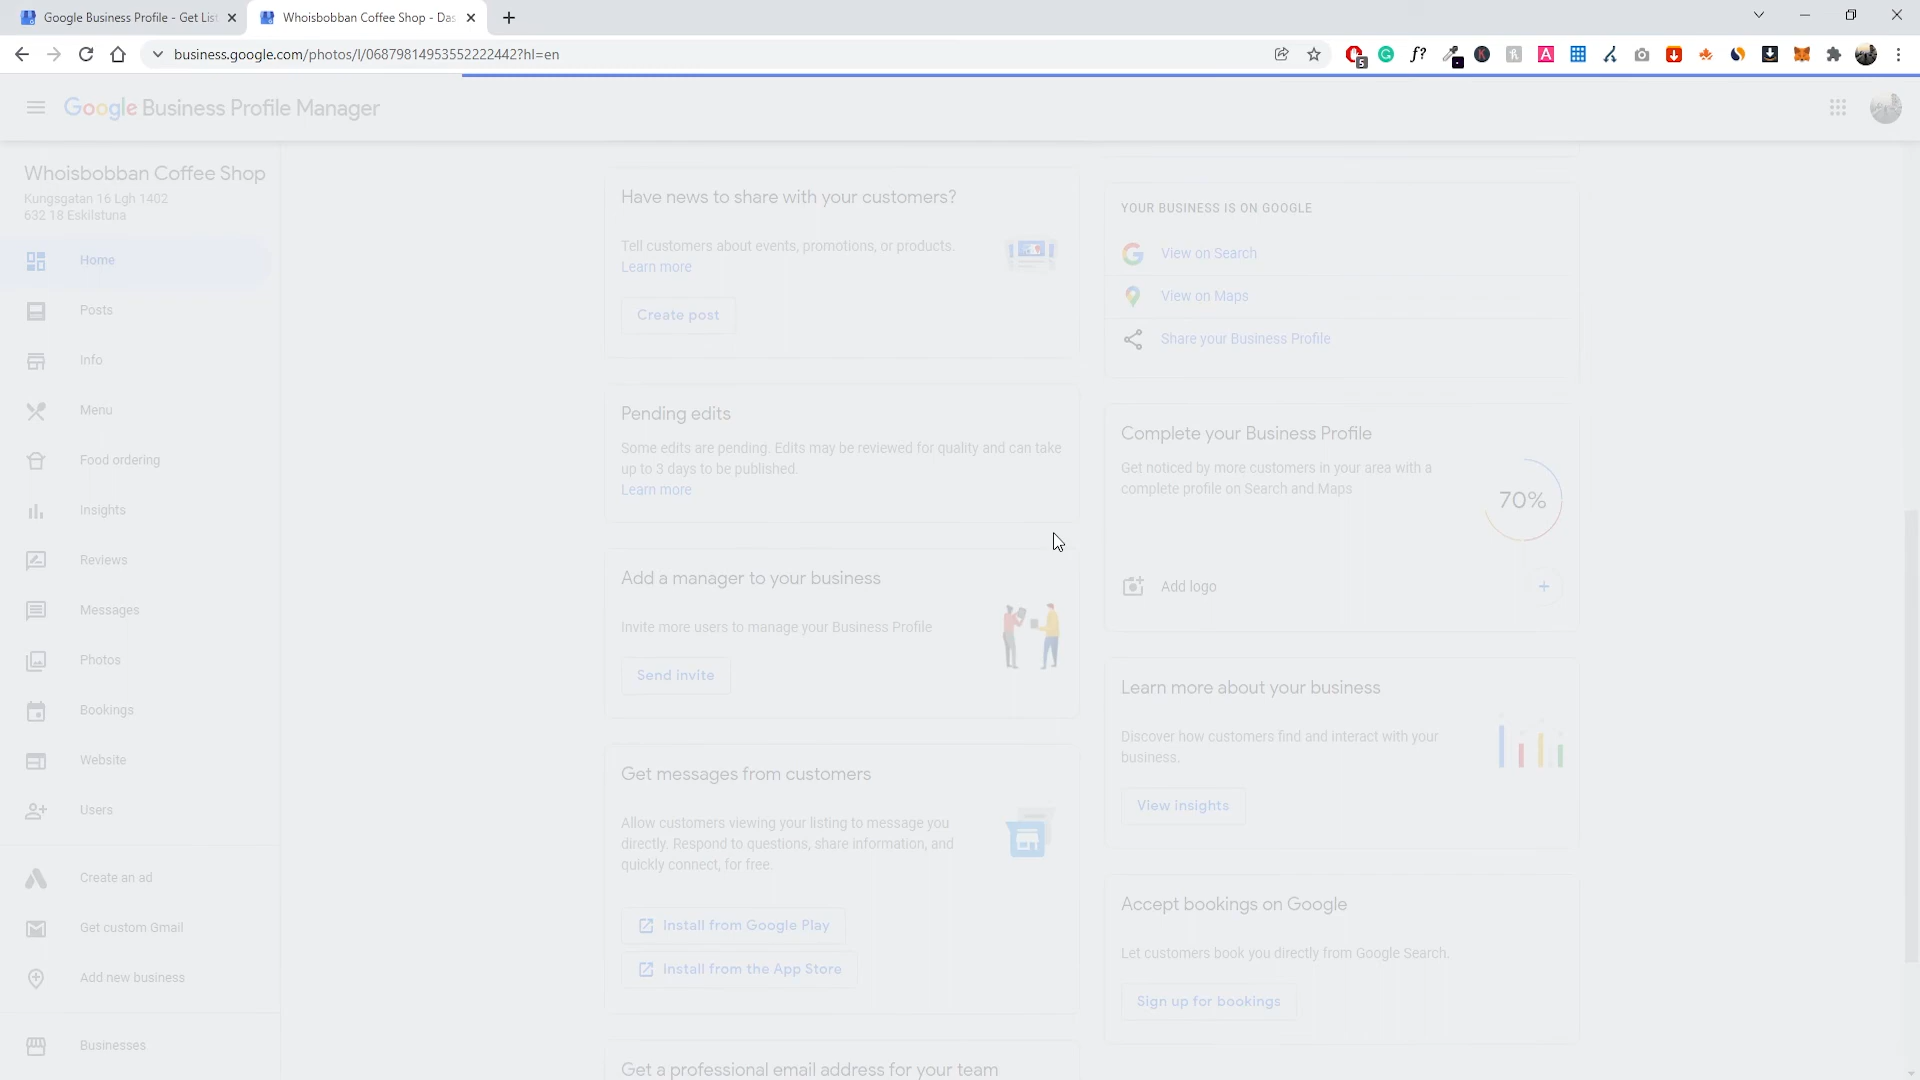 Google Business Profile - Get List
Whoisbobban Coffee Shop - Das
business.google.com/photos/l/06879814953552222442?hl=en
5
Google Business Profile Manager
Whoisbobban Coffee Shop
Kungsgatan 16 Lgh 1402
632 18 Eskilstuna
Home
Posts
Info
Menu
Food ordering
Insights
Reviews
Messages
Photos
Bookings
Website
Users
Create an ad
Get custom Gmail
Add new business
Businesses
Have news to share with your customers?
Tell customers about events, promotions, or products.
Learn more
Create post
Pending edits
Some edits are pending. Edits may be reviewed for quality and can take
up to 3 days to be published.
Learn more
Add a manager to your business
Invite more users to manage your Business Profile
Send invite
Get messages from customers
Allow customers viewing your listing to message you
directly. Respond to questions, share information, and
quickly connect, for free.
Install from Google Play
Install from the App Store
Get a professional email address for your team
YOUR BUSINESS IS ON GOOGLE
View on Search
View on Maps
Share your Business Profile
Complete your Business Profile
Get noticed by more customers in your area with a
complete profile on Search and Maps
70%
Add logo
Learn more about your business
Discover how customers find and interact with your
business.
View insights
Accept bookings on Google
Let customers book you directly from Google Search.
Sign up for bookings